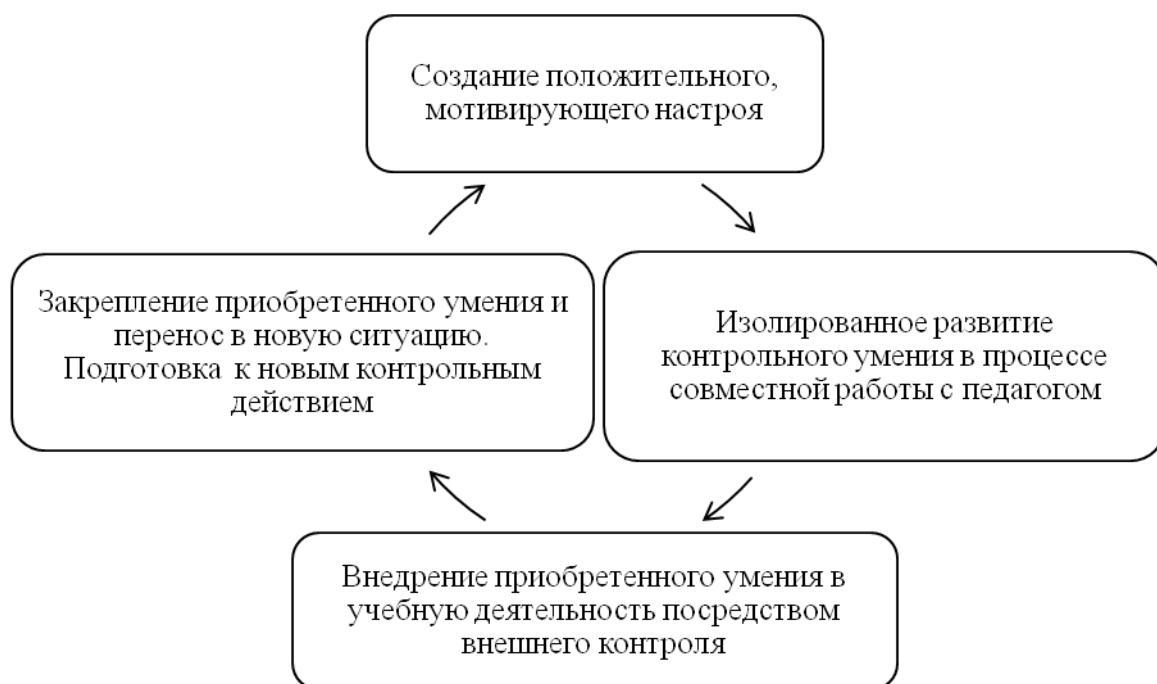 Создание положительного,
мотивирующего настроя
Закрепление приобретенного умения и
перенос в новую ситуацию.
Подготовка к новым контрольным
действием
Изолированное развитие
контрольного умения в процессе
совместной работы с педагогом
Внедрение приобретенного умения в
учебную деятельность посредством
внешнего контроля